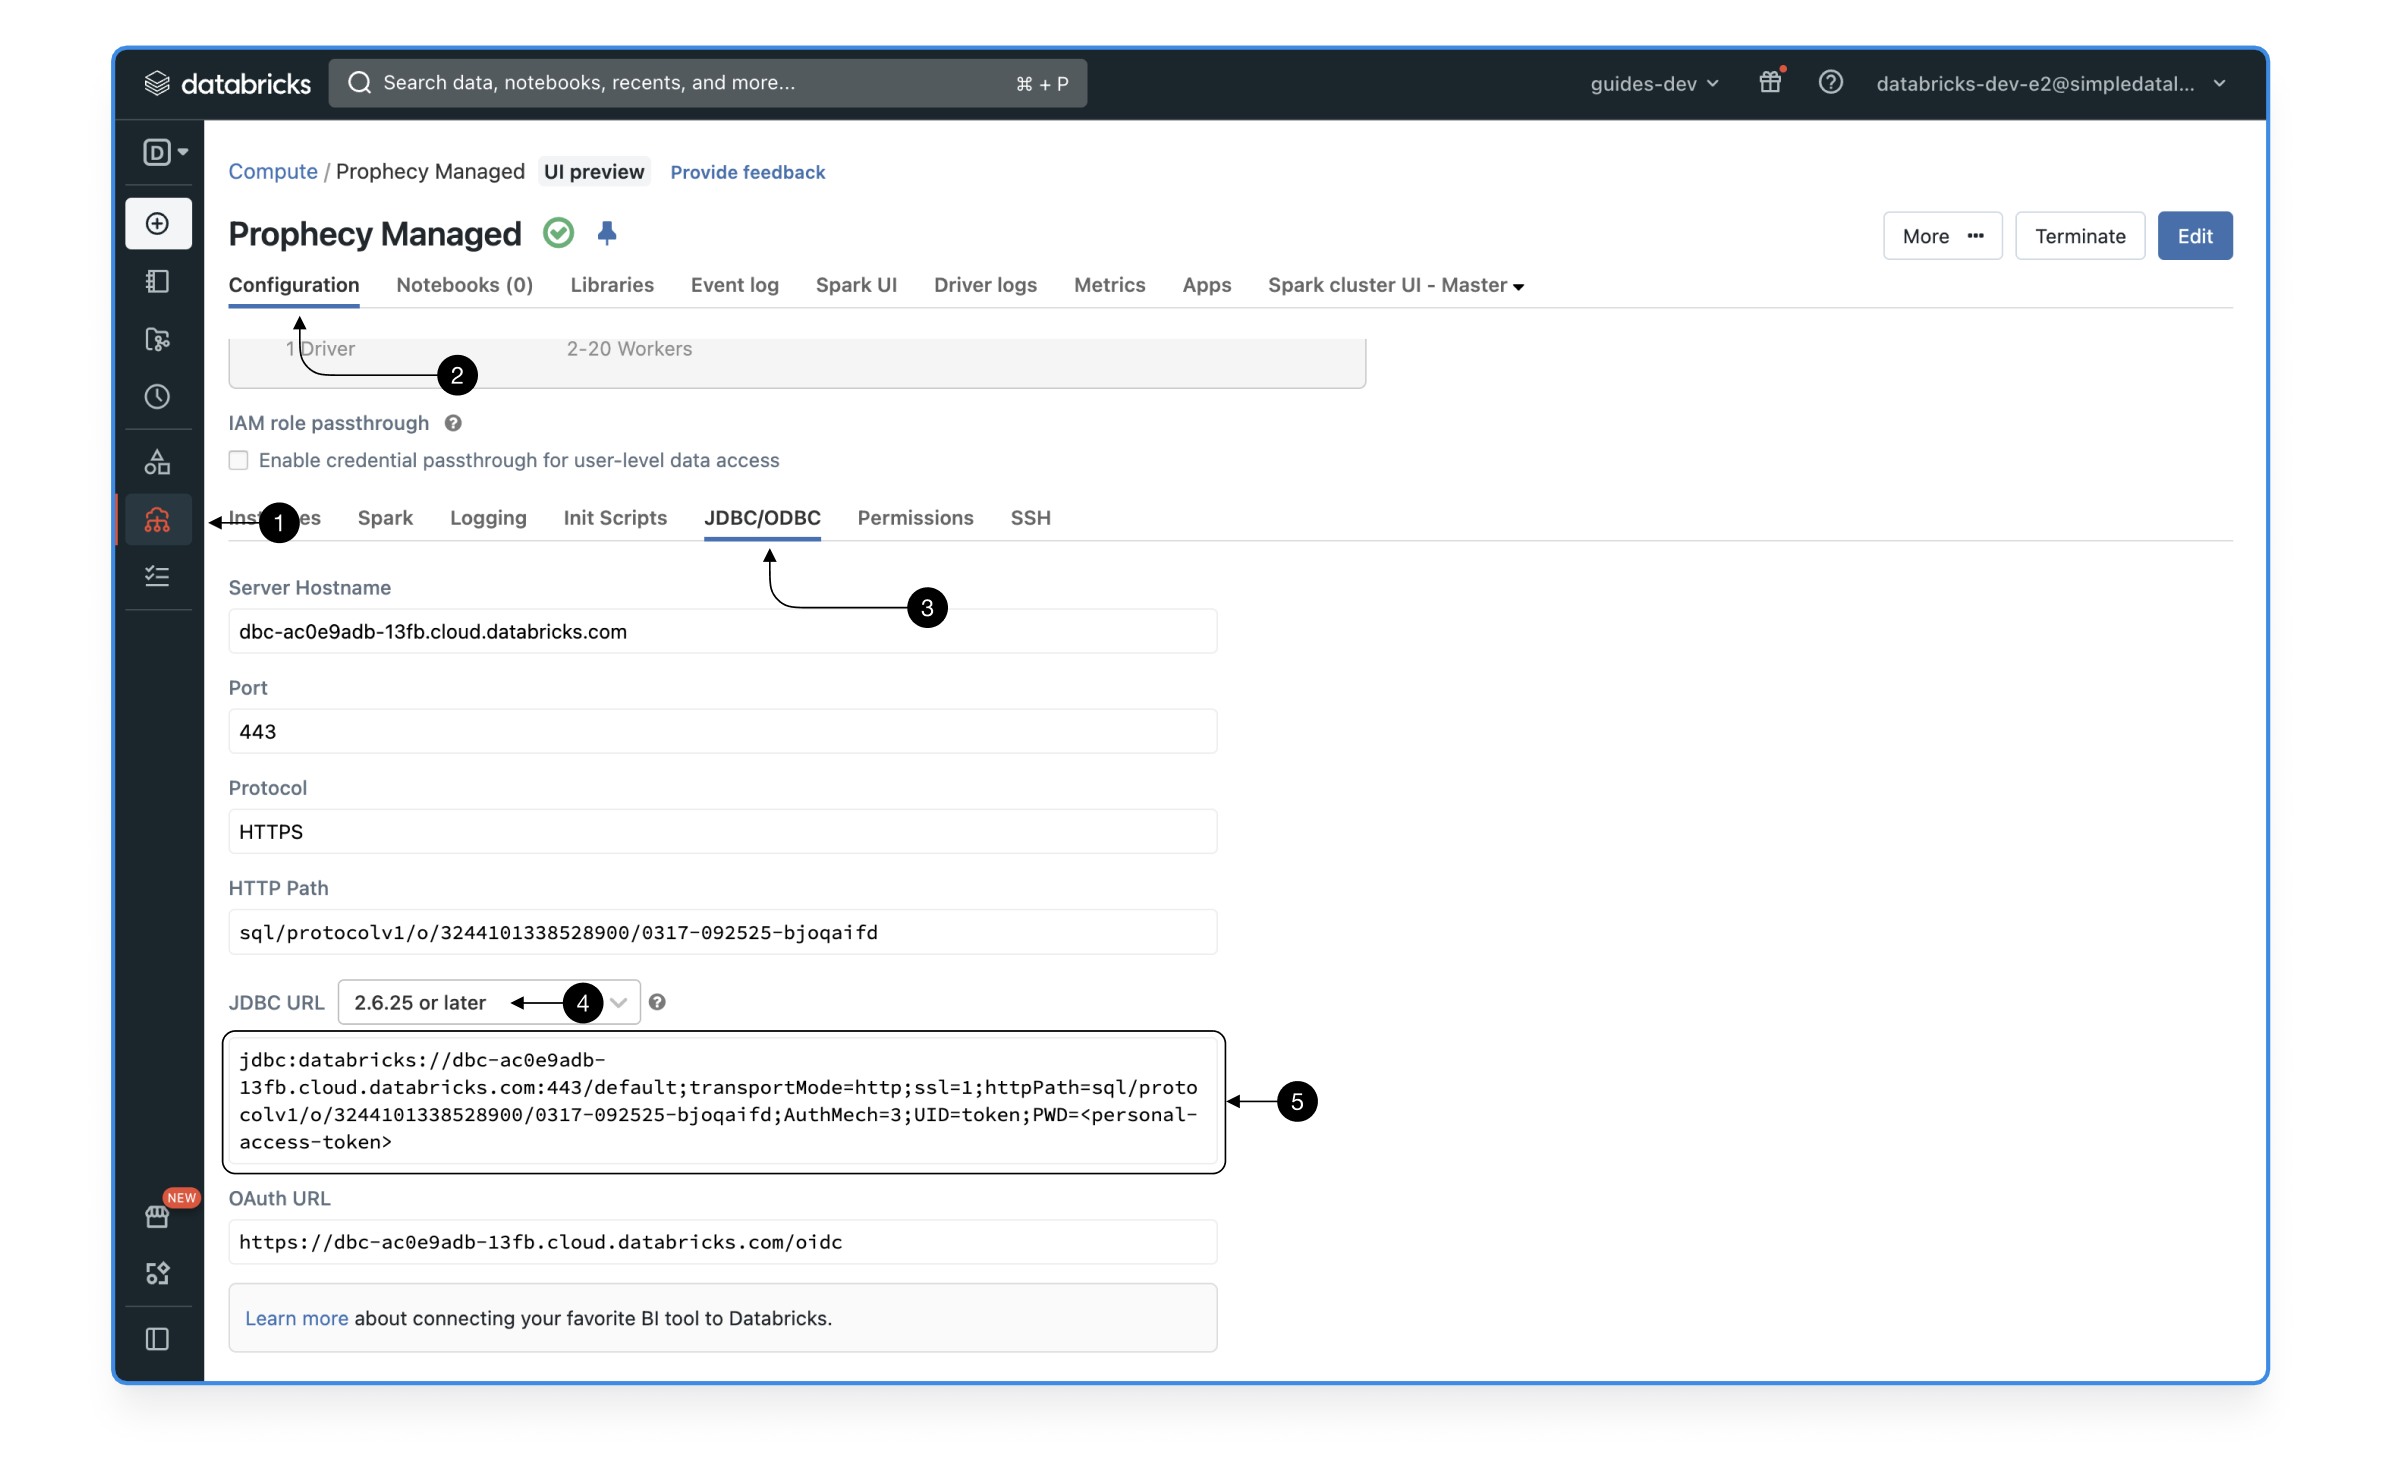 databricks
Search data, notebooks, recents, and more...
⌘ + P
guides-dev
databricks-dev-e2@simpledatal...
D
Compute / Prophecy Managed UI preview Provide feedback
Prophecy Managed
More ··· Terminate Edit
Configuration Notebooks (0) Libraries Event log Spark UI Driver logs Metrics Apps Spark cluster UI - Master
1 Driver 2-20 Workers
2
IAM role passthrough ?
Enable credential passthrough for user-level data access
1
Spark Logging Init Scripts JDBC/ODBC Permissions SSH
Server Hostname
3
dbc-ac0e9adb-13fb.cloud.databricks.com
Port
443
Protocol
HTTPS
HTTP Path
sql/protocolv1/o/3244101338528900/0317-092525-bjoqaifd
JDBC URL 2.6.25 or later 4 ?
jdbc:databricks://dbc-ac0e9adb-
13fb.cloud.databricks.com:443/default;transportMode=http;ssl=1;httpPath=sql/proto
colv1/o/3244101338528900/0317-092525-bjoqaifd;AuthMech=3;UID=token;PWD=<personal-
access-token>
5
NEW
OAuth URL
https://dbc-ac0e9adb-13fb.cloud.databricks.com/oidc
Learn more about connecting your favorite BI tool to Databricks.